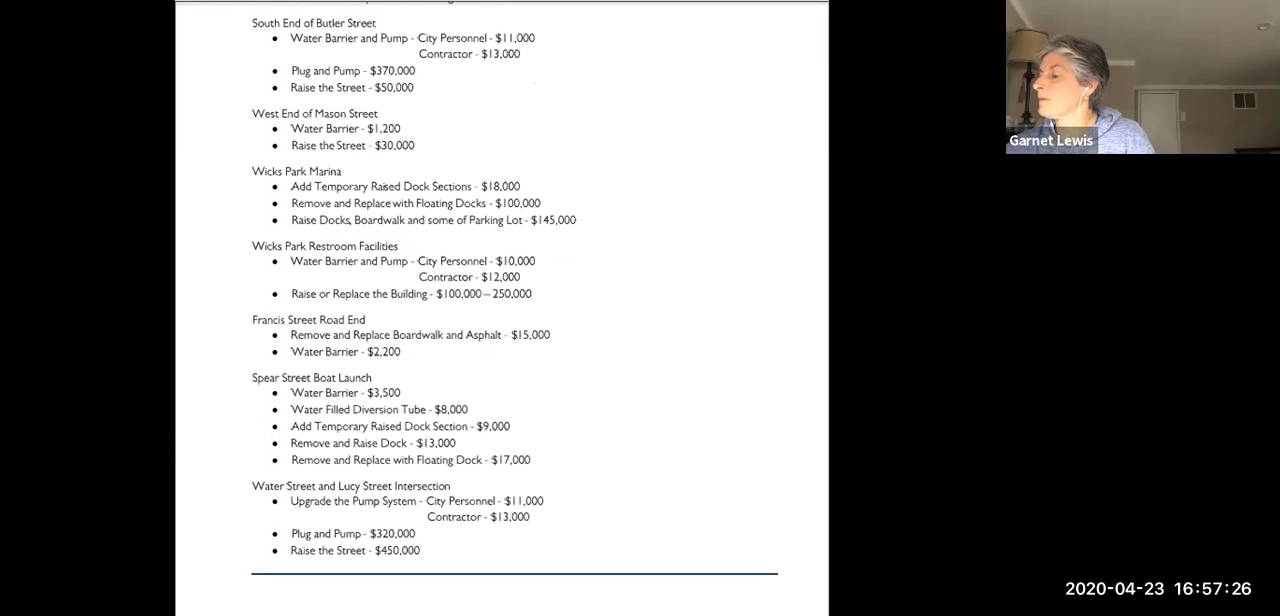 South End of Butler Street
• Water Barrier and Pump - City Personnel - $11,000
Contractor - $13,000
• Plug and Pump - $370,000
• Raise the Street - $50,000
West End of Mason Street
• Water Barrier - $1,200
• Raise the Street - $30,000
Wicks Park Marina
• Add Temporary Raised Dock Sections - $18,000
• Remove and Replace with Floating Docks - $100,000
• Raise Docks, Boardwalk and some of Parking Lot - $145,000
Wicks Park Restroom Facilities
• Water Barrier and Pump - City Personnel - $10,000
Contractor - $12,000
• Raise or Replace the Building - $100,000 – 250,000
Francis Street Road End
• Remove and Replace Boardwalk and Asphalt - $15,000
• Water Barrier - $2,200
Spear Street Boat Launch
• Water Barrier - $3,500
• Water Filled Diversion Tube - $8,000
• Add Temporary Raised Dock Section - $9,000
• Remove and Raise Dock - $13,000
• Remove and Replace with Floating Dock - $17,000
Water Street and Lucy Street Intersection
• Upgrade the Pump System - City Personnel - $11,000
Contractor - $13,000
• Plug and Pump - $320,000
• Raise the Street - $450,000
Garnet Lewis
2020-04-23 16:57:26